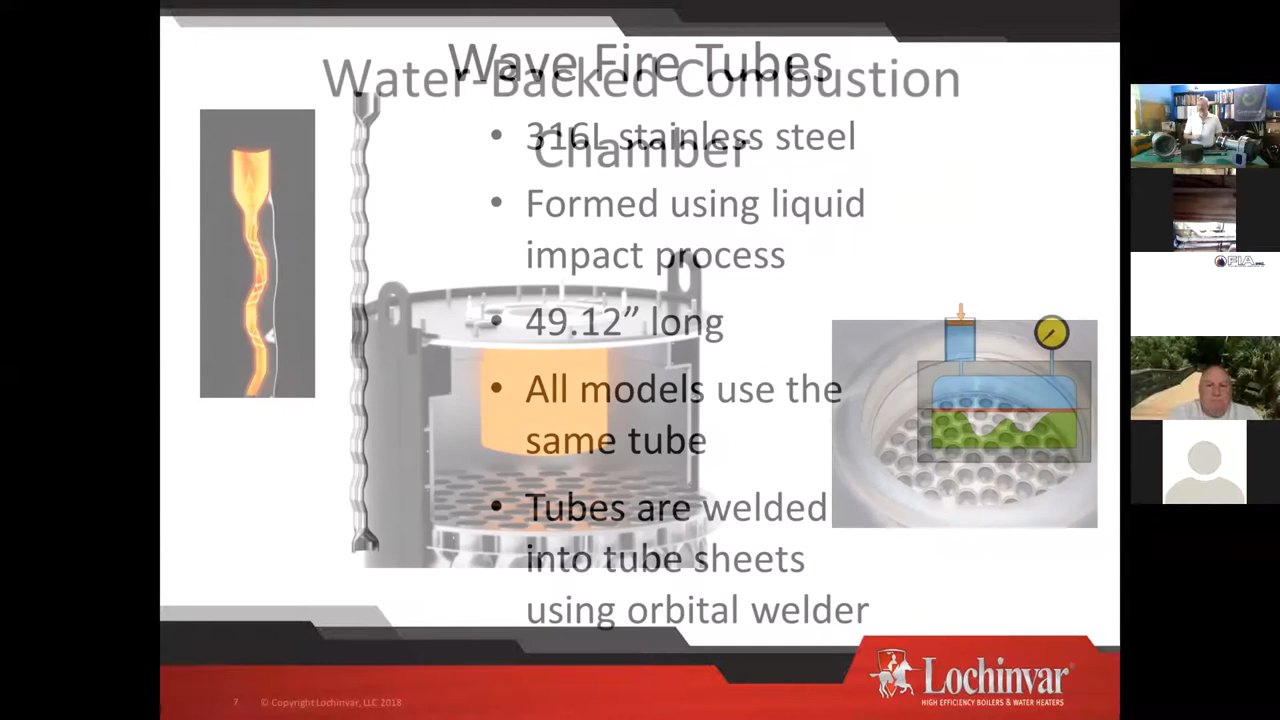 Wave Fire Tubes
Water-Backed Combustion
Chamber
• 316L stainless steel
• Formed using liquid
impact process
• 49.12” long
• All models use the
same tube
• Tubes are welded
into tube sheets
using orbital welder
7 © Copyright Lochinvar, LLC 2018
Lochinvar®
HIGH EFFICIENCY BOILERS & WATER HEATERS